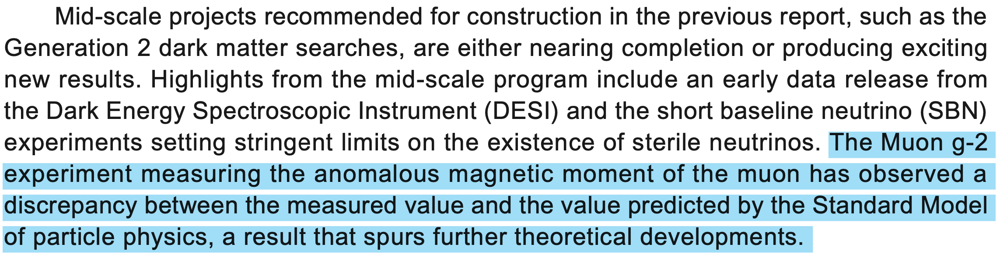 Mid-scale projects recommended for construction in the previous report, such as the
Generation 2 dark matter searches, are either nearing completion or producing exciting
new results. Highlights from the mid-scale program include an early data release from
the Dark Energy Spectroscopic Instrument (DESI) and the short baseline neutrino (SBN)
experiments setting stringent limits on the existence of sterile neutrinos. The Muon g-2
experiment measuring the anomalous magnetic moment of the muon has observed a
discrepancy between the measured value and the value predicted by the Standard Model
of particle physics, a result that spurs further theoretical developments.